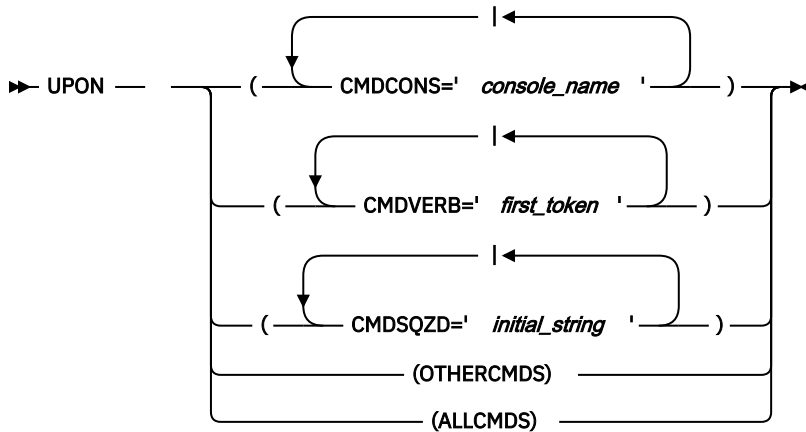 |
UPON ( CMDCONS=' console_name ' )
|
( CMDVERB=' first_token ' )
|
( CMDSQZD=' initial_string ' )
(OTHERCMDS)
(ALLCMDS)